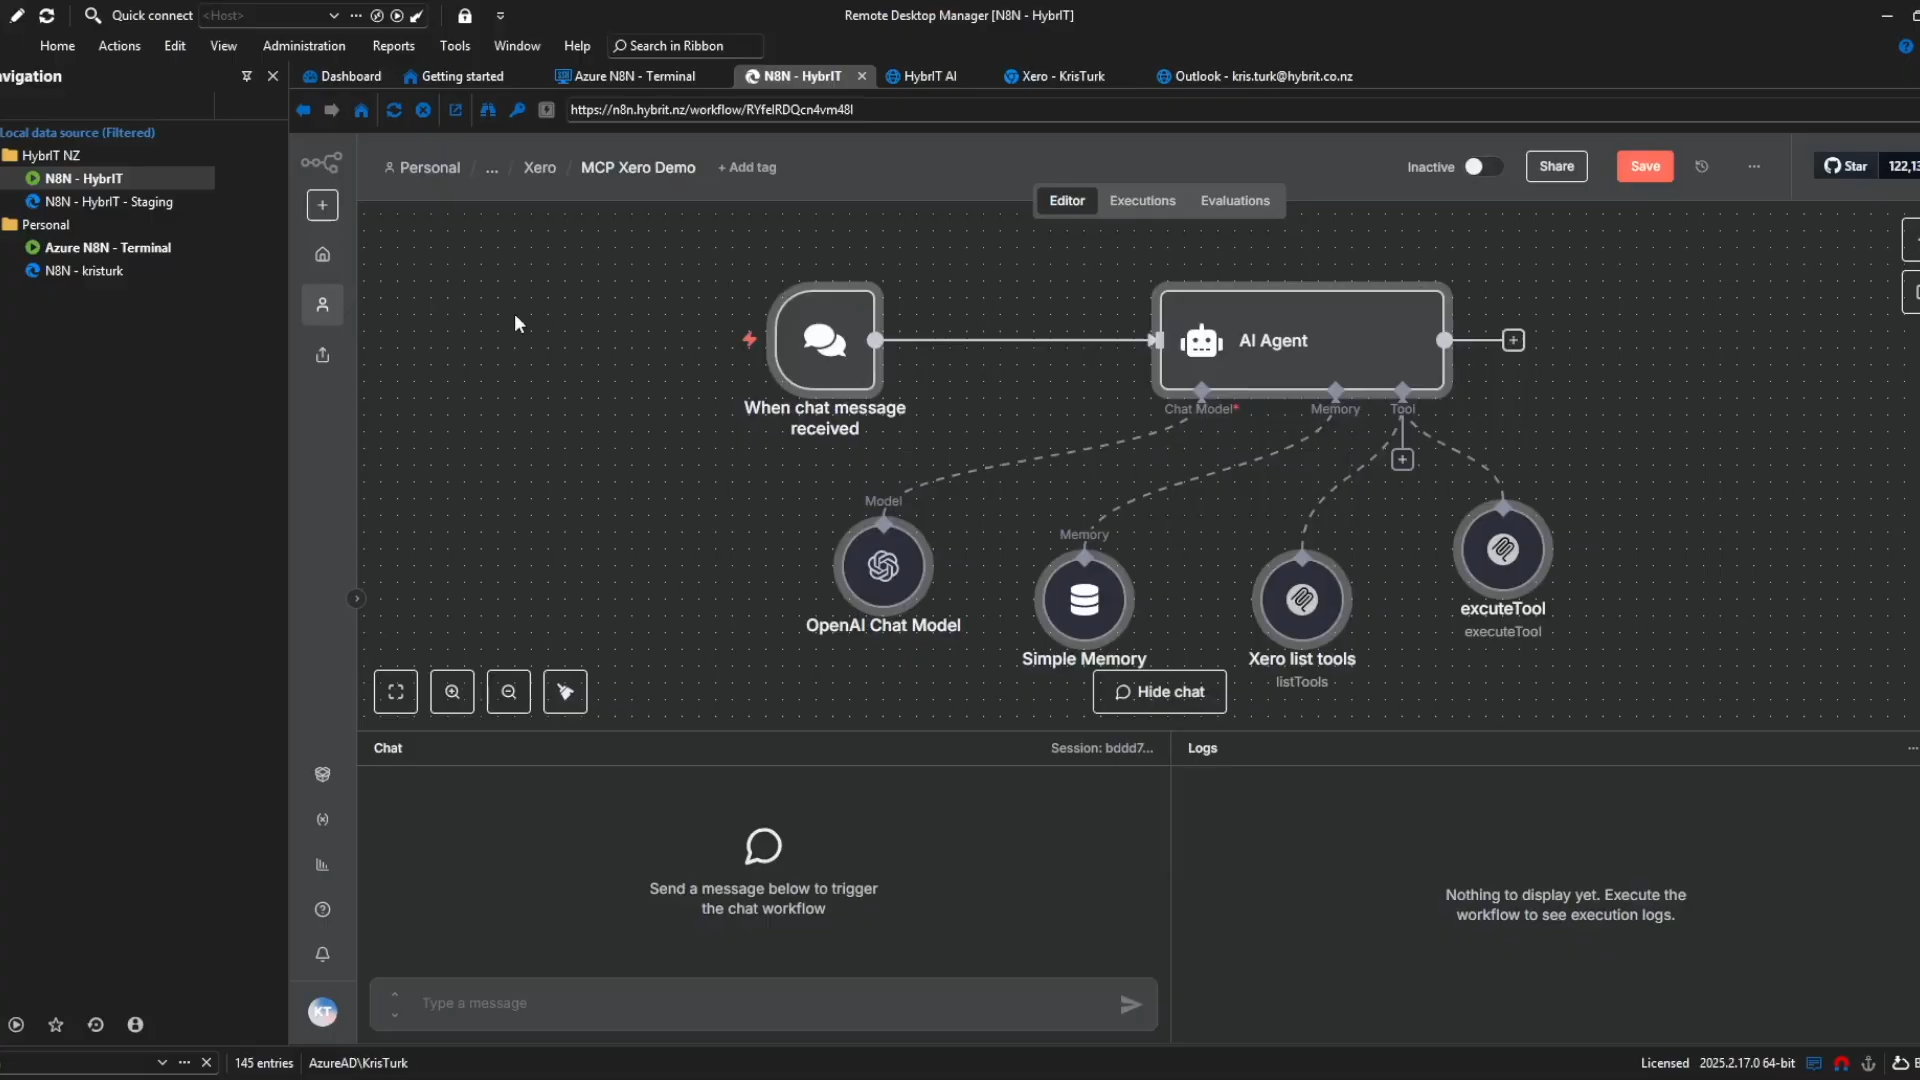 Quick connect
<Host>
Remote Desktop Manager [N8N - HybrIT]
Home
Actions
Edit
View
Administration
Reports
Tools
Window
Help
Search in Ribbon
avigation
Dashboard
Getting started
Azure N8N - Terminal
N8N - HybrIT
HybrIT AI
Xero - KrisTurk
Outlook - kris.turk@hybrit.co.nz
https://n8n.hybrit.nz/workflow/RYfelRDQcn4vm48l
Local data source (Filtered)
HybrIT NZ
N8N - HybrIT
N8N - HybrIT - Staging
Personal
Azure N8N - Terminal
N8N - kristurk
Personal / ... / Xero / MCP Xero Demo + Add tag
Inactive
Share
Save
Star
122,13
Editor
Executions
Evaluations
When chat message
received
AI Agent
Chat Model*
Memory
Tool
Model
Memory
OpenAI Chat Model
Simple Memory
Xero list tools
listTools
excuteTool
executeTool
Hide chat
Chat
Session: bddd7...
Logs
Send a message below to trigger
the chat workflow
Nothing to display yet. Execute the
workflow to see execution logs.
Type a message
KT
145 entries
AzureAD\KrisTurk
Licensed
2025.2.17.0 64-bit